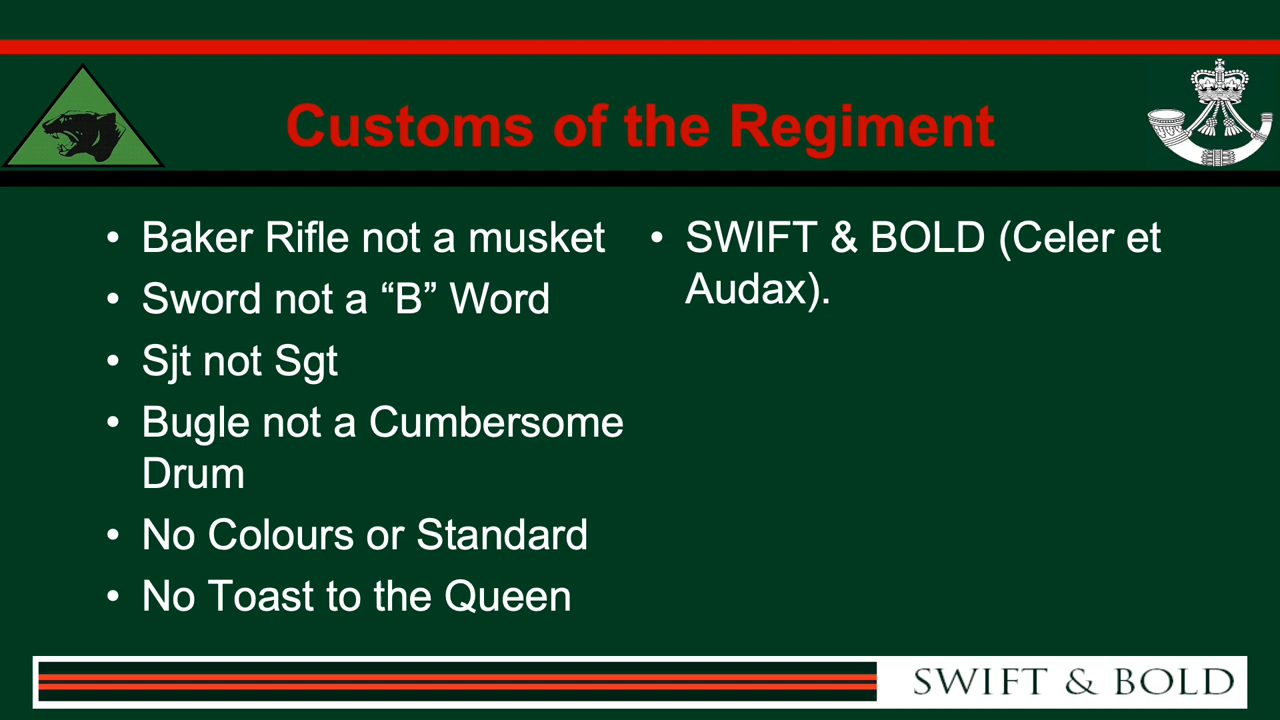 Customs of the Regiment
• Baker Rifle not a musket
• Sword not a “B” Word
• Sjt not Sgt
• Bugle not a Cumbersome
Drum
• No Colours or Standard
• No Toast to the Queen
• SWIFT & BOLD (Celer et
Audax).
SWIFT & BOLD